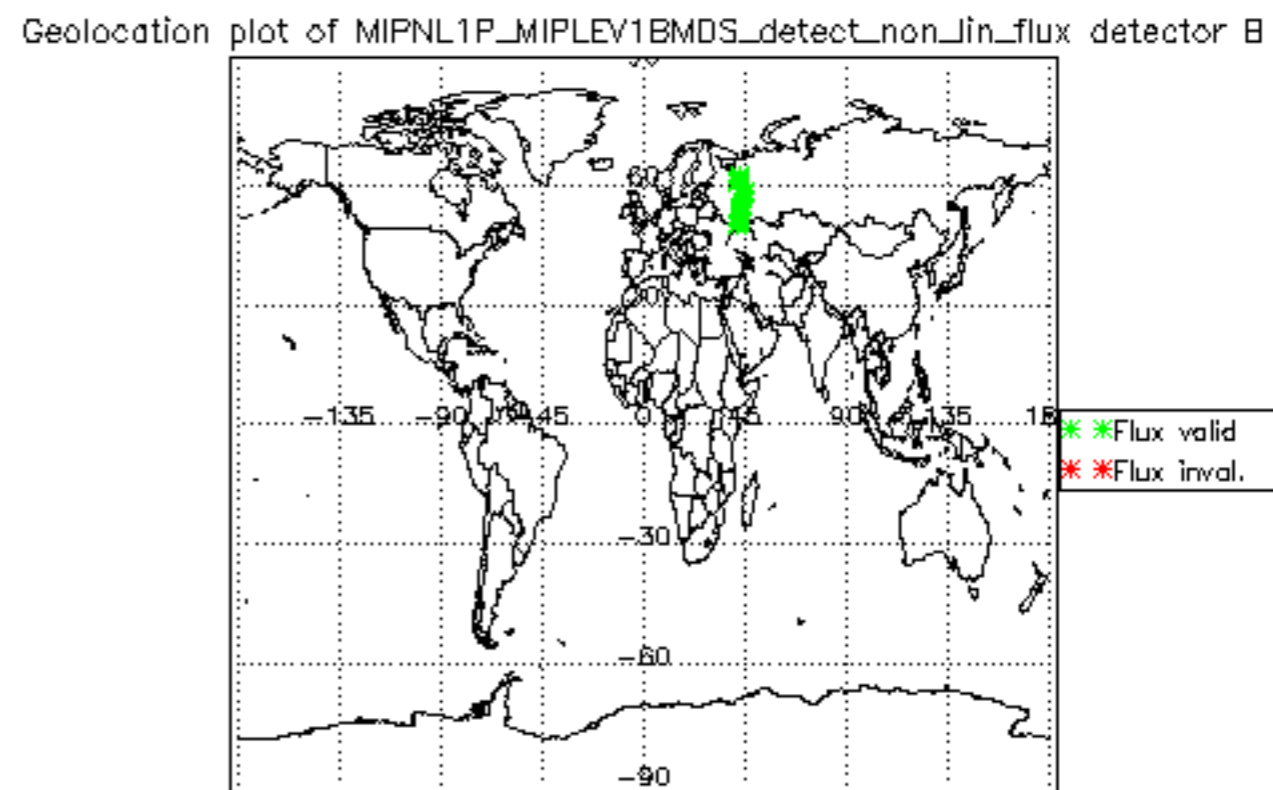 Geolocation plot of MIPNL1P_MIPLEV1BMDS_detect_non_lin_flux detector B
60
30
-135 -90 -45 0 45 90 135 18
Flux valid
Flux inval.
-30
-60
-90